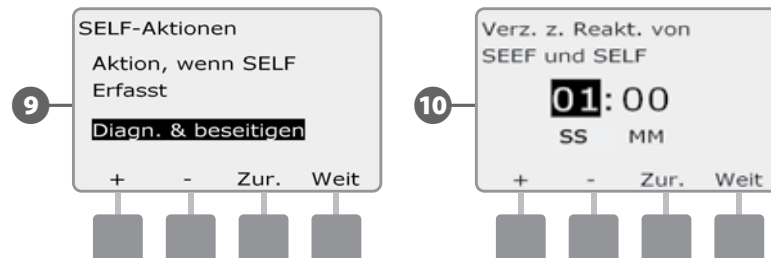 9
SELF-Aktionen
Aktion, wenn SELF
Erfasst
Diagn. & beseitigen
+ - Zur. Weit
10
Verz. z. Reakt. von
SEEF und SELF
01:00
SS MM
+ - Zur. Weit